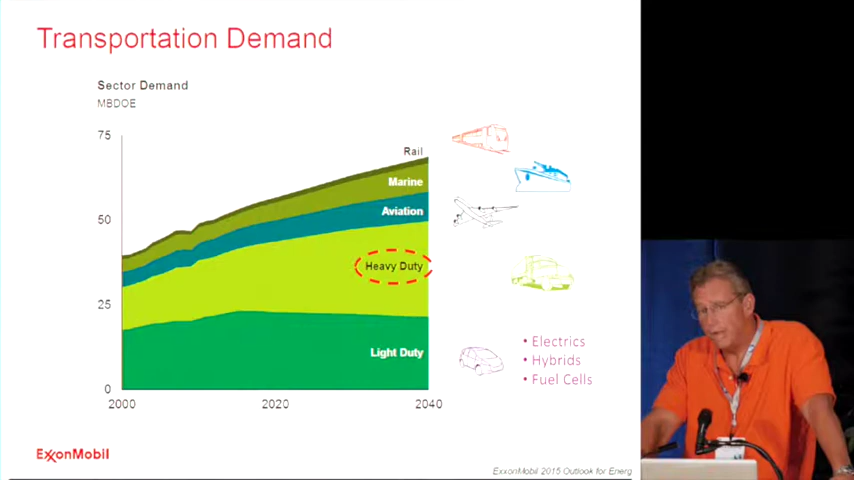 Transportation Demand
Sector Demand
MBDOE
75
50
25
0
2000
2020
2040
Rail
Marine
Aviation
Heavy Duty
Light Duty
• Electrics
• Hybrids
• Fuel Cells
ExxonMobil
ExxonMobil 2015 Outlook for Energ